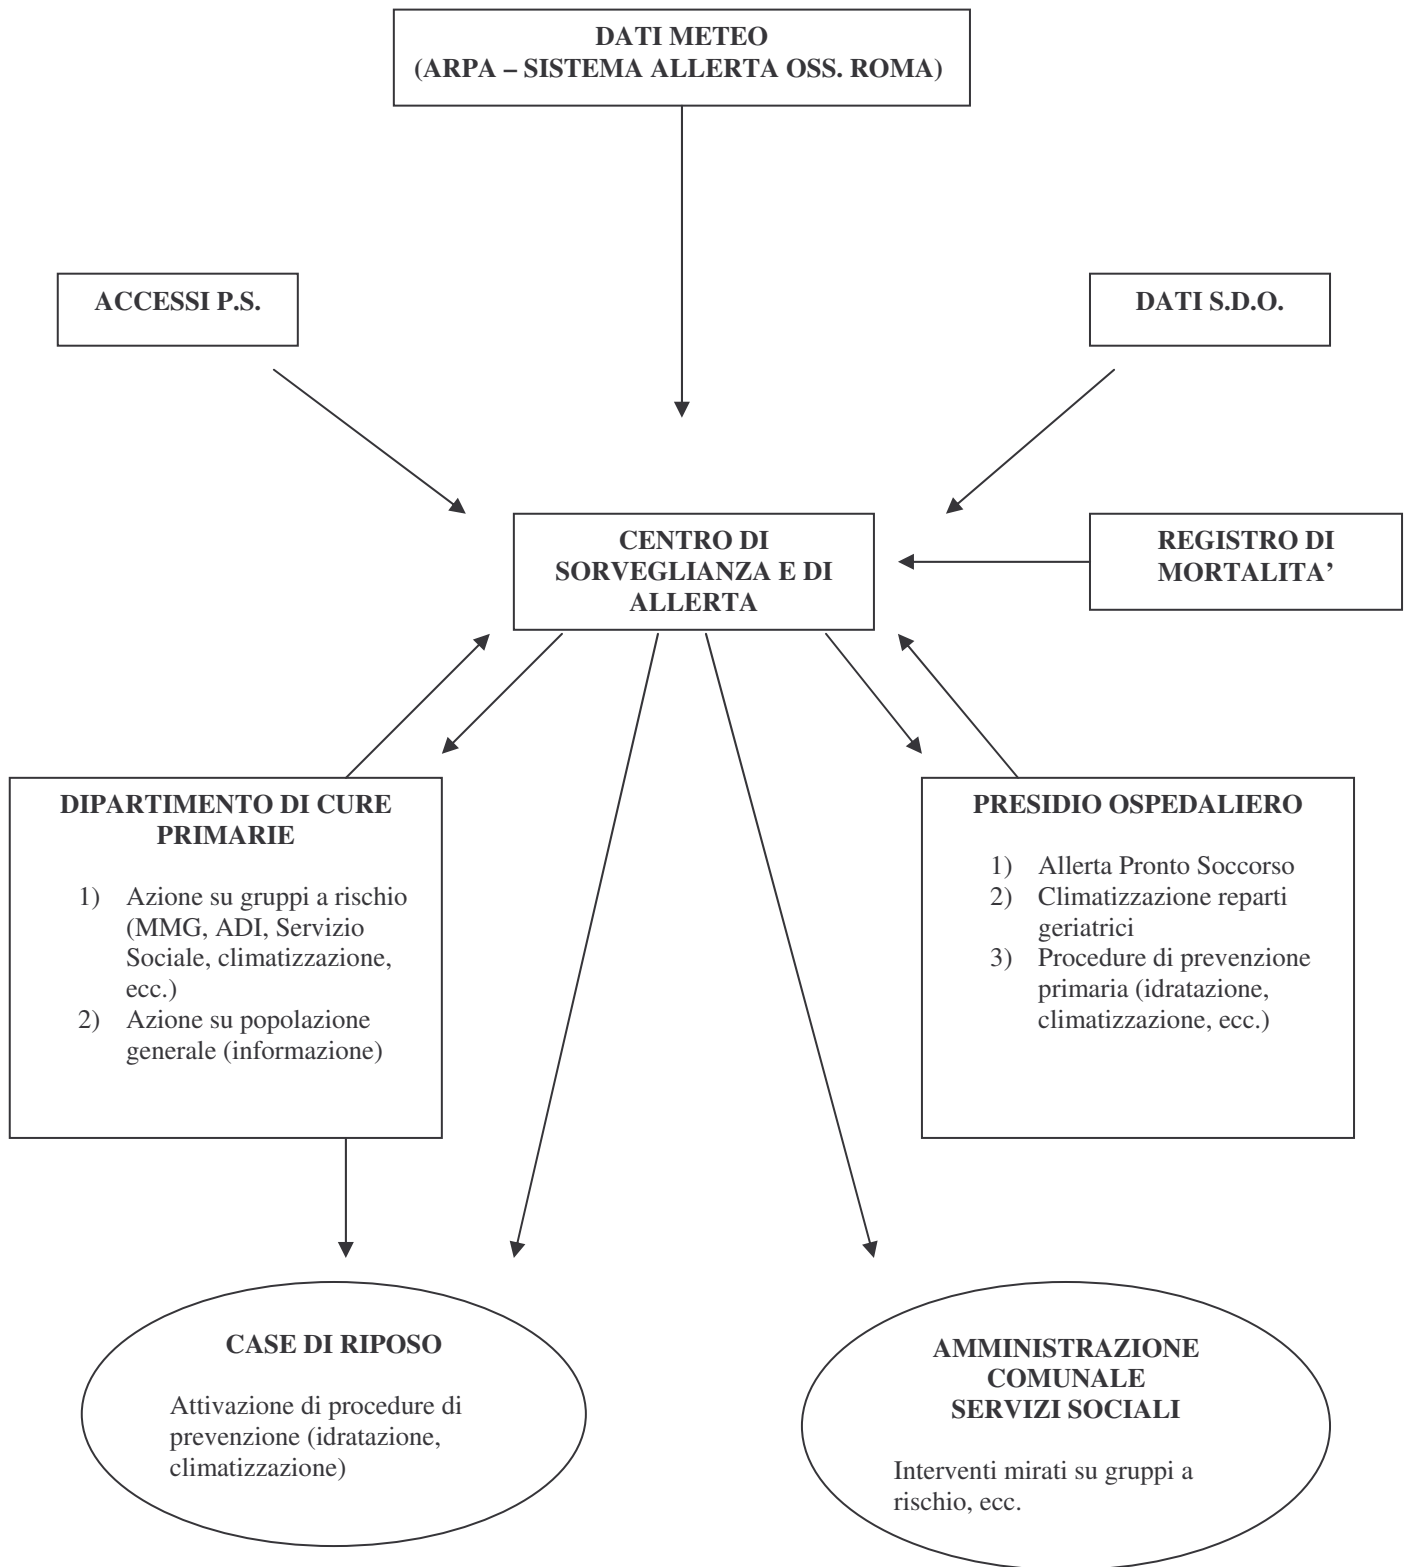 DATI METEO
(ARPA – SISTEMA ALLERTA OSS. ROMA)
ACCESSI P.S.
DATI S.D.O.
CENTRO DI
SORVEGLIANZA E DI
ALLERTA
REGISTRO DI
MORTALITA’
DIPARTIMENTO DI CURE
PRIMARIE
1) Azione su gruppi a rischio
(MMG, ADI, Servizio
Sociale, climatizzazione,
ecc.)
2) Azione su popolazione
generale (informazione)
PRESIDIO OSPEDALIERO
1) Allerta Pronto Soccorso
2) Climatizzazione reparti
geriatrici
3) Procedure di prevenzione
primaria (idratazione,
climatizzazione, ecc.)
CASE DI RIPOSO
Attivazione di procedure di
prevenzione (idratazione,
climatizzazione)
AMMINISTRAZIONE
COMUNALE
SERVIZI SOCIALI
Interventi mirati su gruppi a
rischio, ecc.